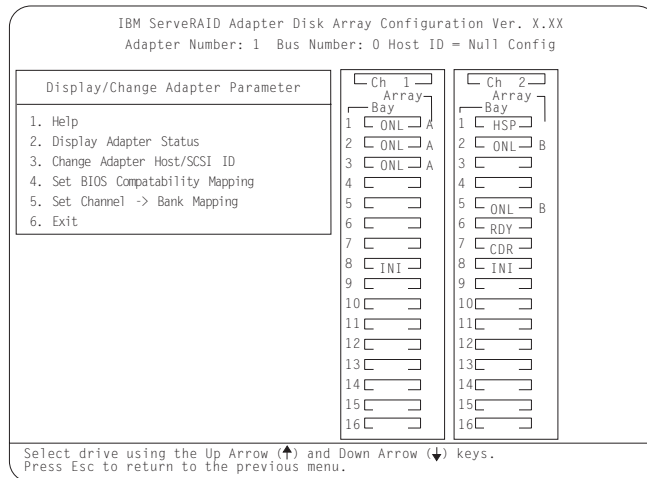 IBM ServeRAID Adapter Disk Array Configuration Ver. X.XX
Adapter Number: 1 Bus Number: 0 Host ID = Null Config
Display/Change Adapter Parameter
1. Help
2. Display Adapter Status
3. Change Adapter Host/SCSI ID
4. Set BIOS Compatability Mapping
5. Set Channel -> Bank Mapping
6. Exit
Ch 1
Array
Bay
1 ONL A
2 ONL A
3 ONL A
4
5
6
7
8 INI
9
10
11
12
13
14
15
16
Ch 2
Array
Bay
1 HSP
2 ONL B
3
4
5 ONL B
6 RDY
7 CDR
8 INI
9
10
11
12
13
14
15
16
Select drive using the Up Arrow (↑) and Down Arrow (↓) keys.
Press Esc to return to the previous menu.